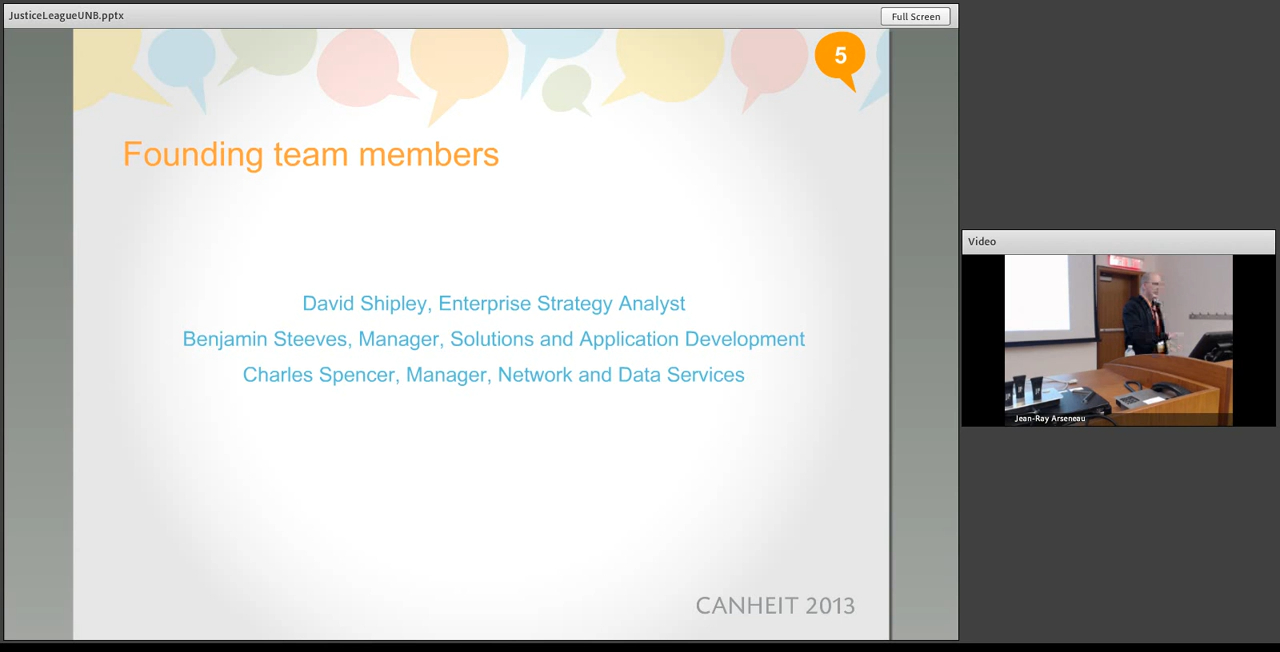 JusticeLeagueUNB.pptx
Full Screen
5
Founding team members
David Shipley, Enterprise Strategy Analyst
Benjamin Steeves, Manager, Solutions and Application Development
Charles Spencer, Manager, Network and Data Services
CANHEIT 2013
Video
Jean-Ray Arseneau